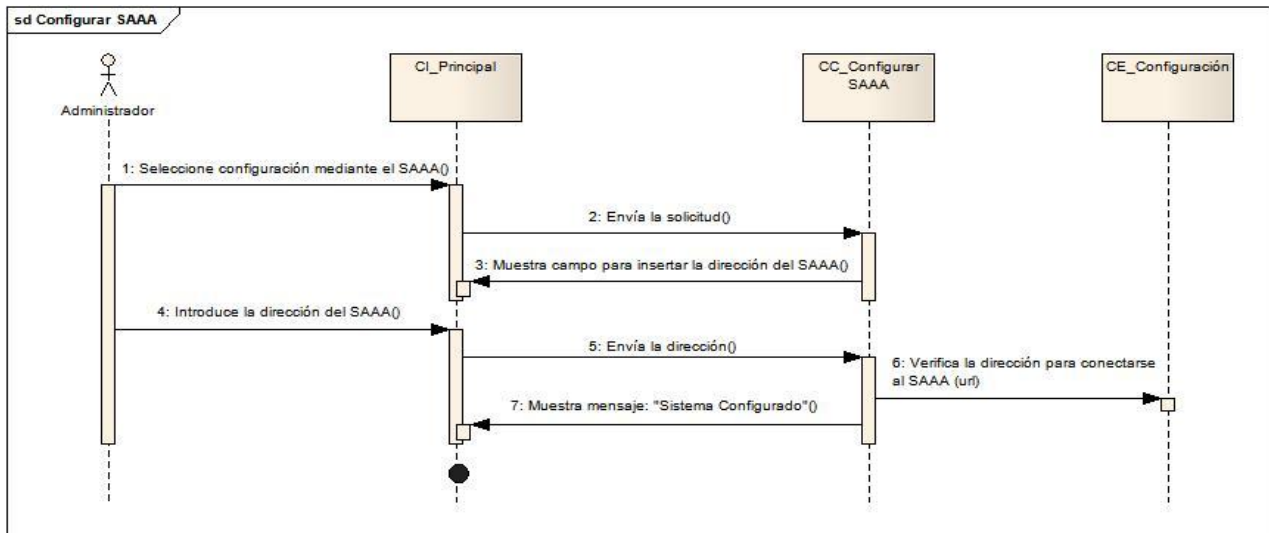 sd Configurar SAAA
Administrador
CI_Principal
CC_Configurar
SAAA
CE_Configuración
1: Seleccione configuración mediante el SAAA()
2: Envía la solicitud()
3: Muestra campo para insertar la dirección del SAAA()
4: Introduce la dirección del SAAA()
5: Envía la dirección()
6: Verifica la dirección para conectarse
al SAAA (url)
7: Muestra mensaje: "Sistema Configurado"()